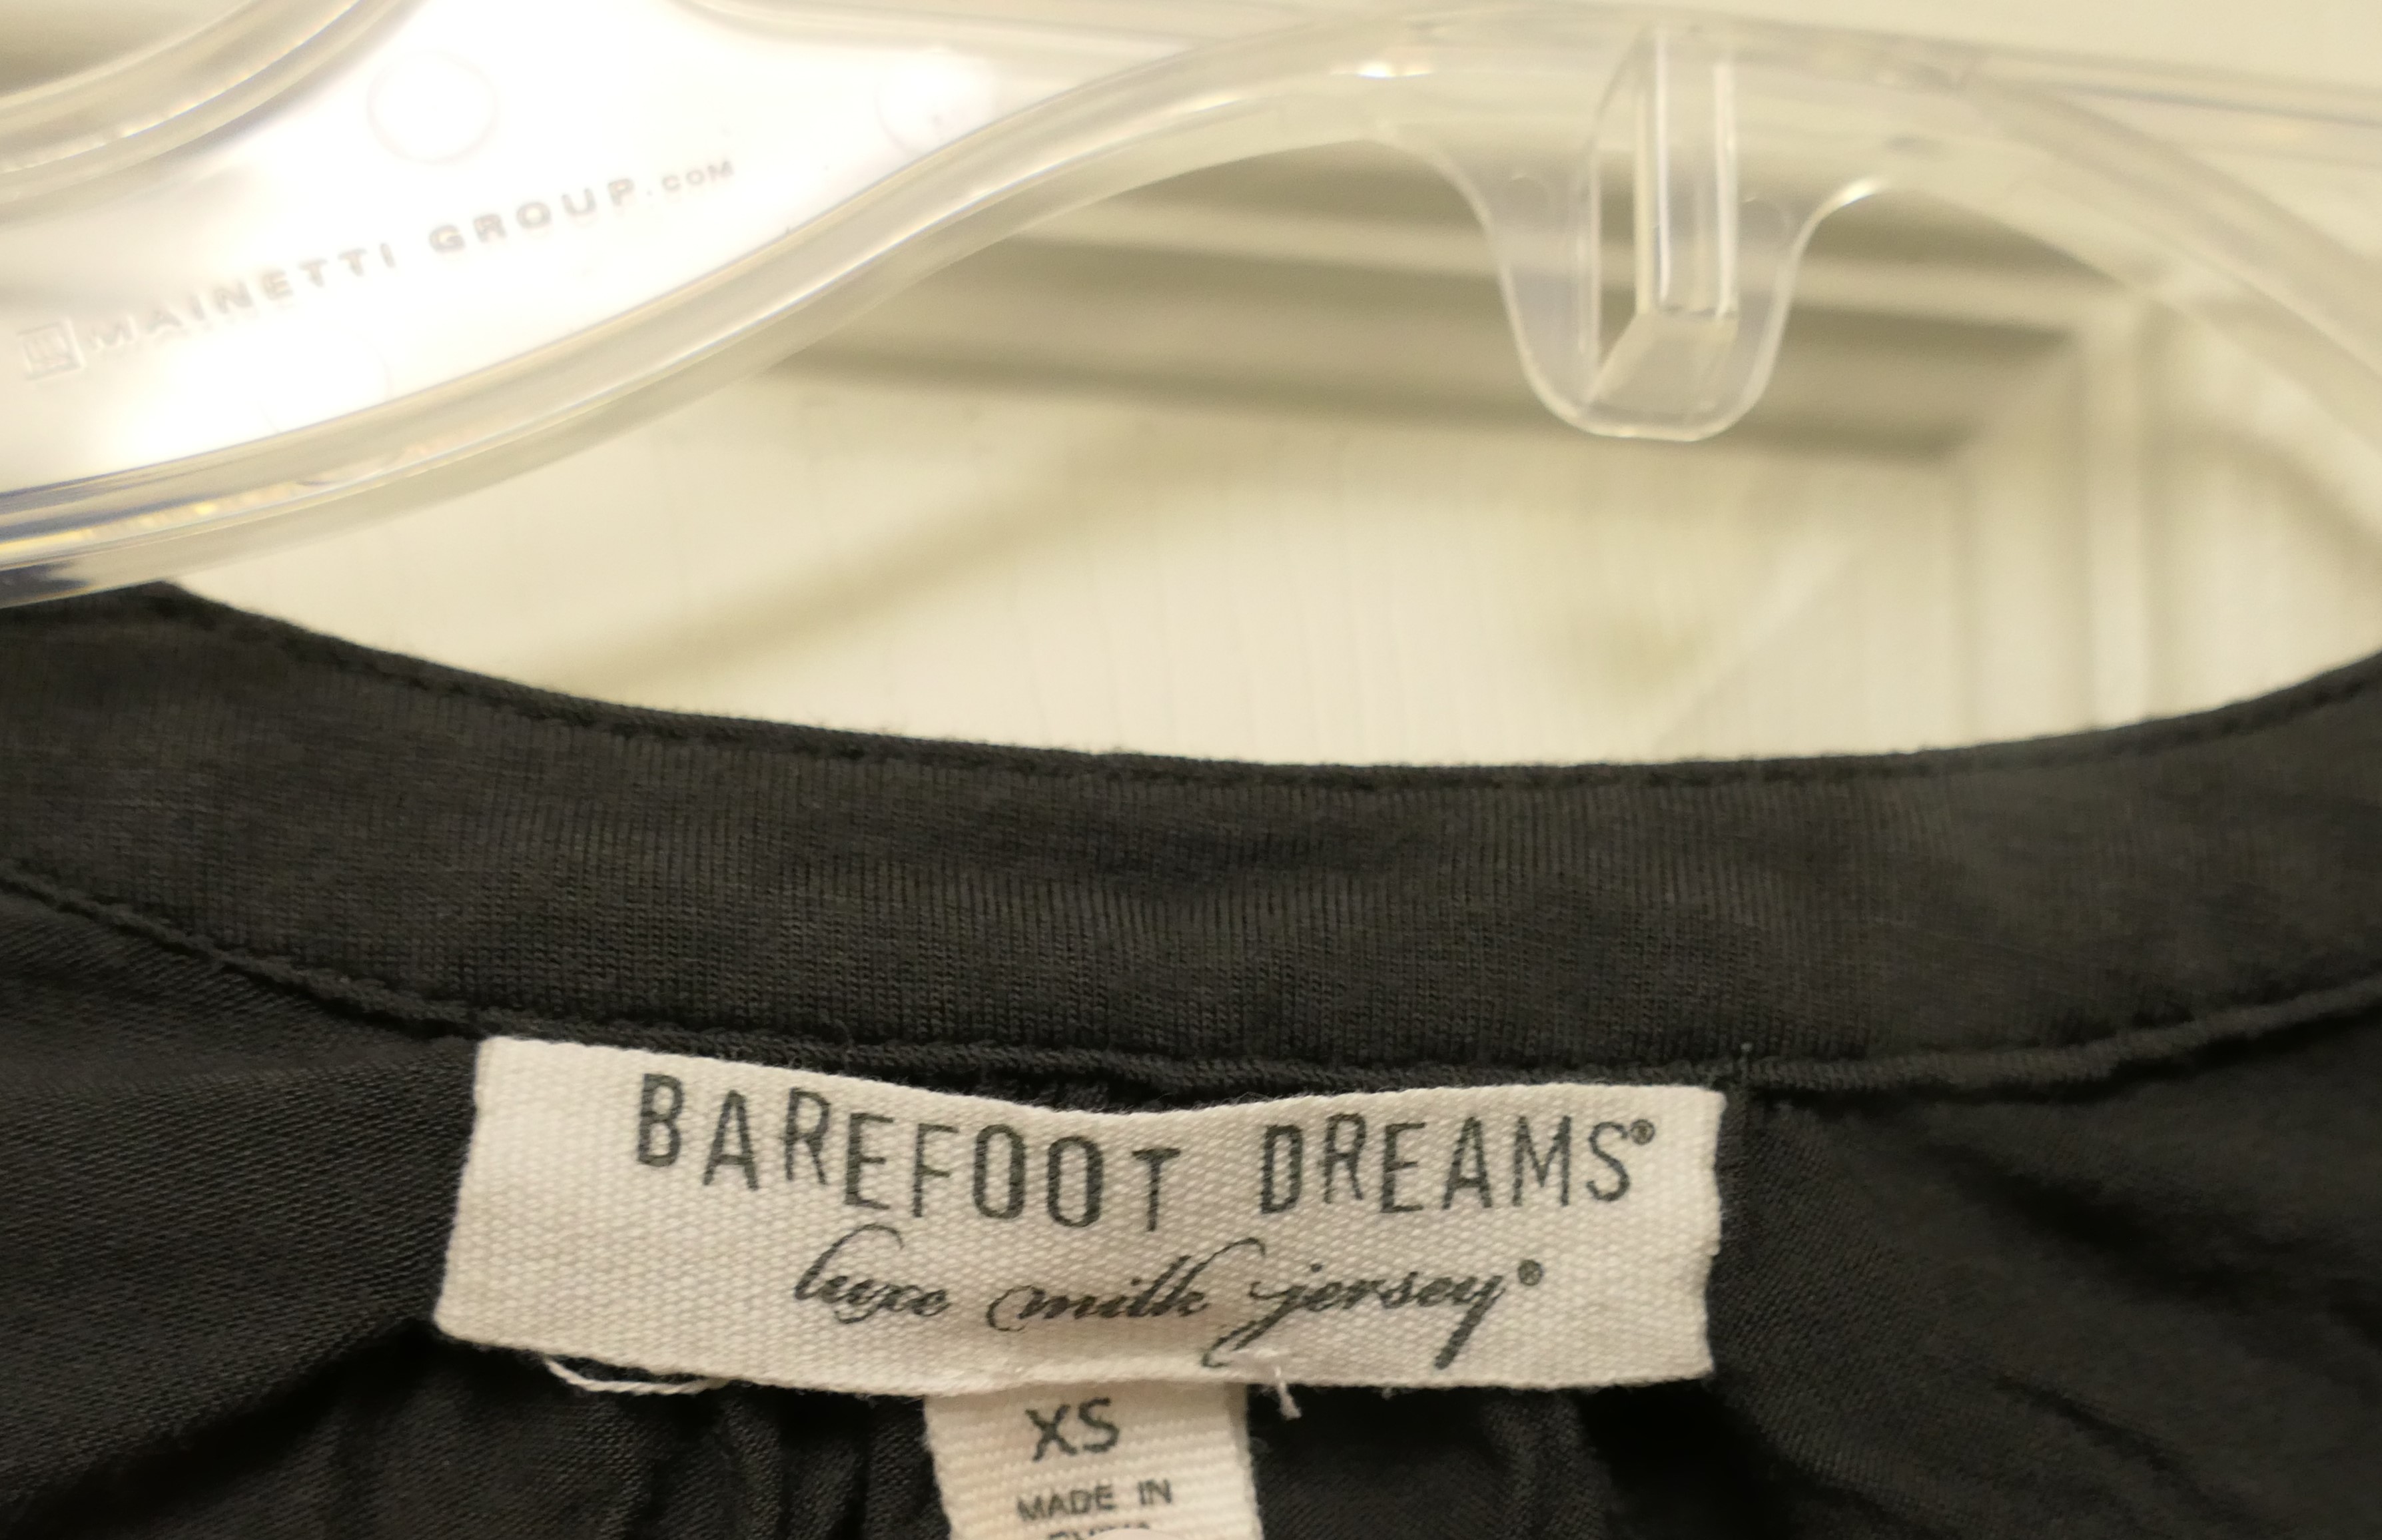 MAINETTI GROUP.COM
BAREFOOT DREAMS®
luxe milk jersey®
XS
MADE IN